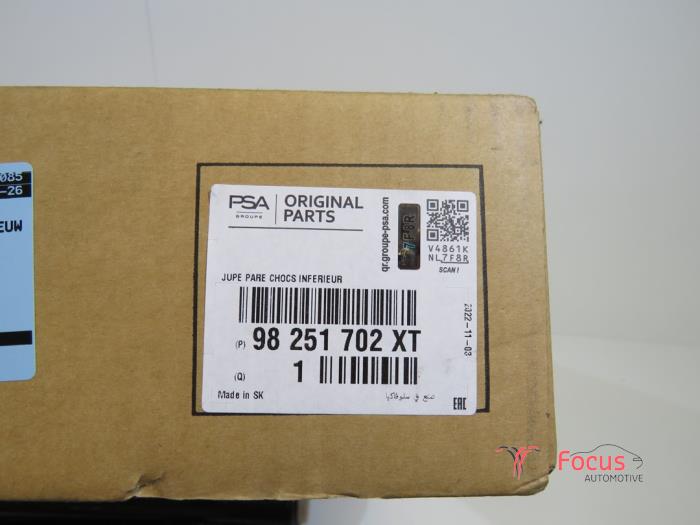 085
-26
EUW
PSA
GROUPE
ORIGINAL
PARTS
qr.groupe-psa.com
7F8R
V4861K
NL7F8R
SCAN!
JUPE PARE CHOCS INFERIEUR
(P) 98 251 702 XT
2022-11-03
(Q) 1
Made in SK
صنع في سلوفاكيا
EAC
Focus
AUTOMOTIVE